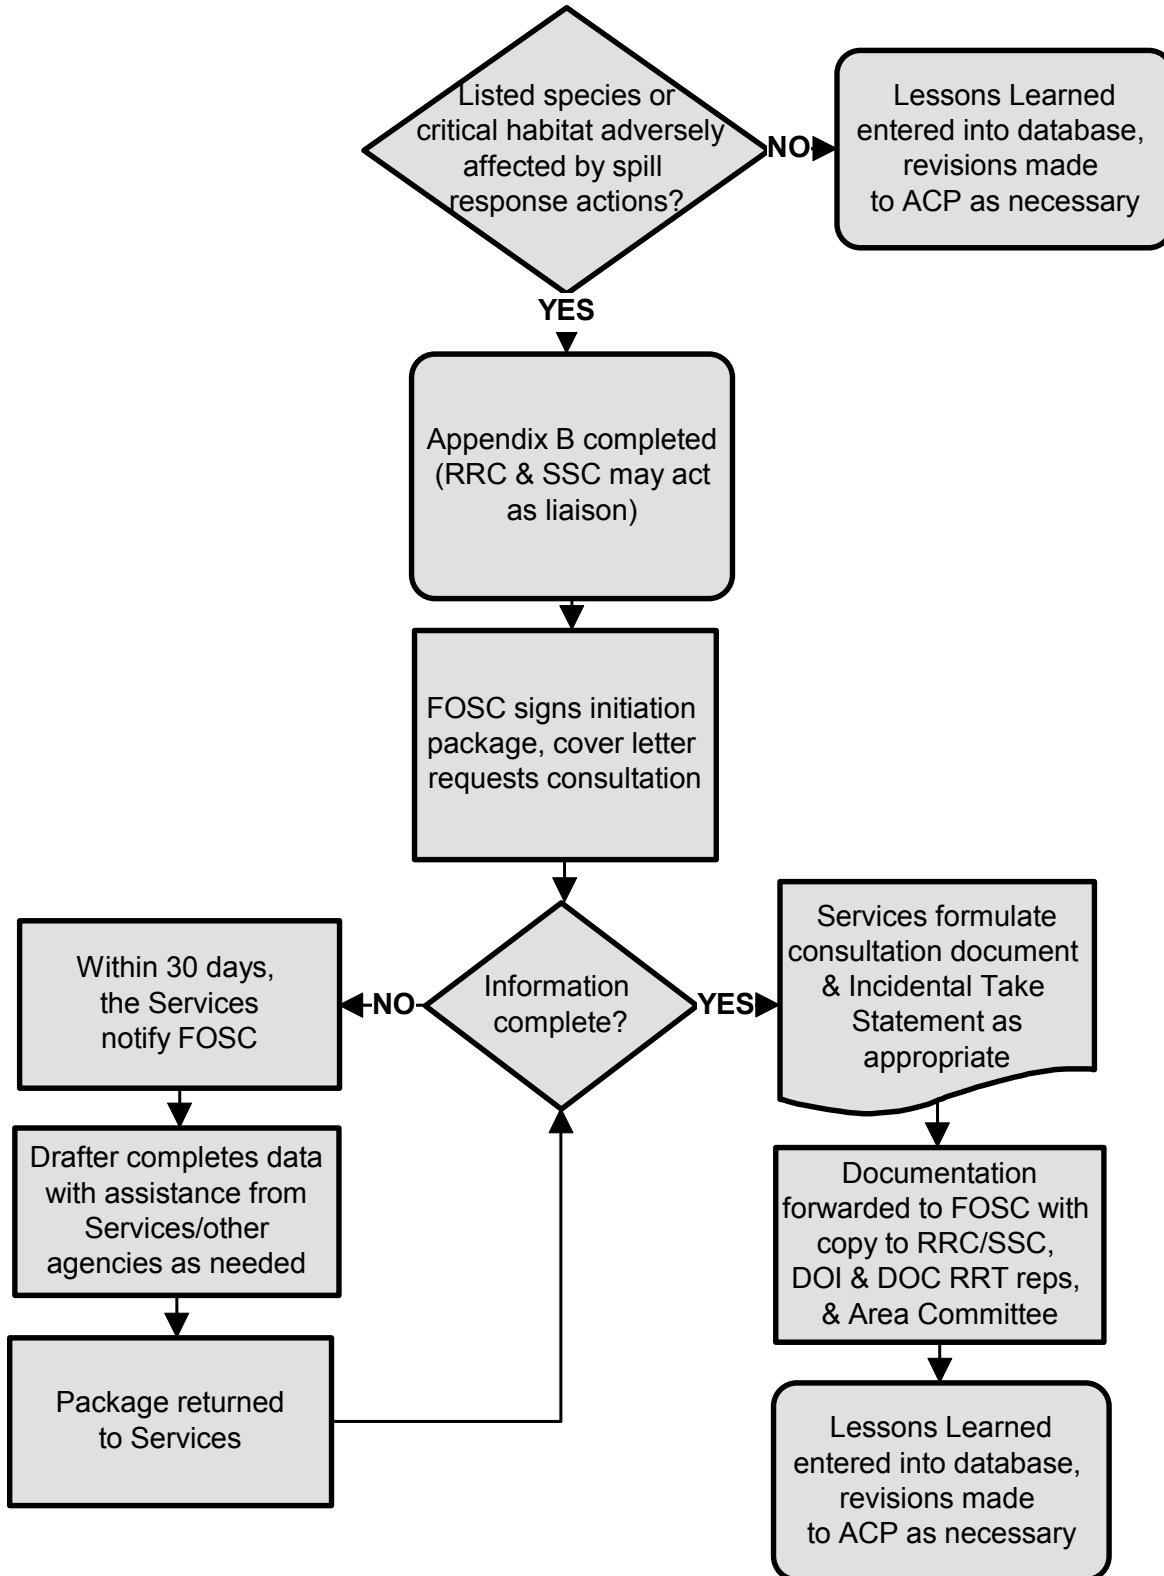 Listed species or
critical habitat adversely
affected by spill
response actions?
NO
Lessons Learned
entered into database,
revisions made
to ACP as necessary
YES
Appendix B completed
(RRC & SSC may act
as liaison)
FOSC signs initiation
package, cover letter
requests consultation
Information
complete?
NO
Within 30 days,
the Services
notify FOSC
Drafter completes data
with assistance from
Services/other
agencies as needed
Package returned
to Services
YES
Services formulate
consultation document
& Incidental Take
Statement as
appropriate
Documentation
forwarded to FOSC with
copy to RRC/SSC,
DOI & DOC RRT reps,
& Area Committee
Lessons Learned
entered into database,
revisions made
to ACP as necessary